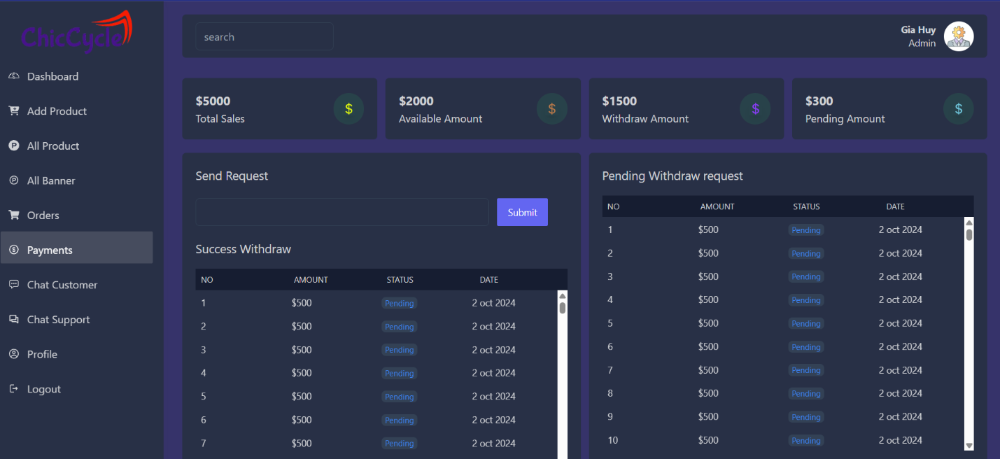 ChicCycle
Dashboard
Add Product
All Product
All Banner
Orders
Payments
Chat Customer
Chat Support
Profile
Logout
search
Gia Huy
Admin
$5000
Total Sales
$
$2000
Available Amount
$
$1500
Withdraw Amount
$
$300
Pending Amount
$
Send Request
Submit
Success Withdraw
NO AMOUNT STATUS DATE
1 $500 Pending 2 oct 2024
2 $500 Pending 2 oct 2024
3 $500 Pending 2 oct 2024
4 $500 Pending 2 oct 2024
5 $500 Pending 2 oct 2024
6 $500 Pending 2 oct 2024
7 $500 Pending 2 oct 2024
Pending Withdraw request
NO AMOUNT STATUS DATE
1 $500 Pending 2 oct 2024
2 $500 Pending 2 oct 2024
3 $500 Pending 2 oct 2024
4 $500 Pending 2 oct 2024
5 $500 Pending 2 oct 2024
6 $500 Pending 2 oct 2024
7 $500 Pending 2 oct 2024
8 $500 Pending 2 oct 2024
9 $500 Pending 2 oct 2024
10 $500 Pending 2 oct 2024